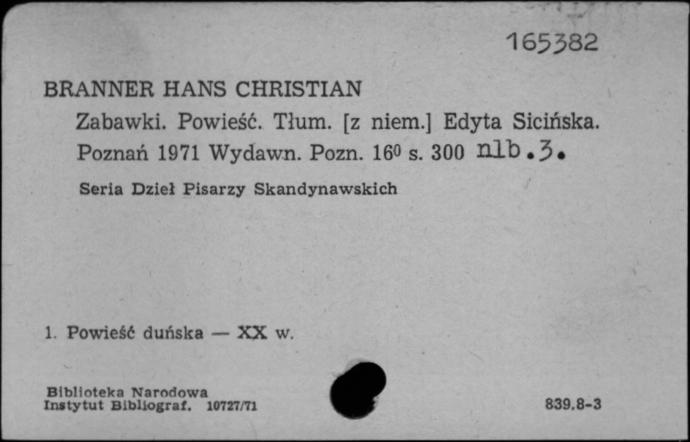 165382
BRANNER HANS CHRISTIAN
Zabawki. Powieść. Tłum. [z niem.] Edyta Sicińska.
Poznań 1971 Wydawn. Pozn. 16⁰ s. 300 nlb.3.
Seria Dzieł Pisarzy Skandynawskich
1. Powieść duńska — XX w.
Biblioteka Narodowa
Instytut Bibliograf. 10727/71
839.8-3